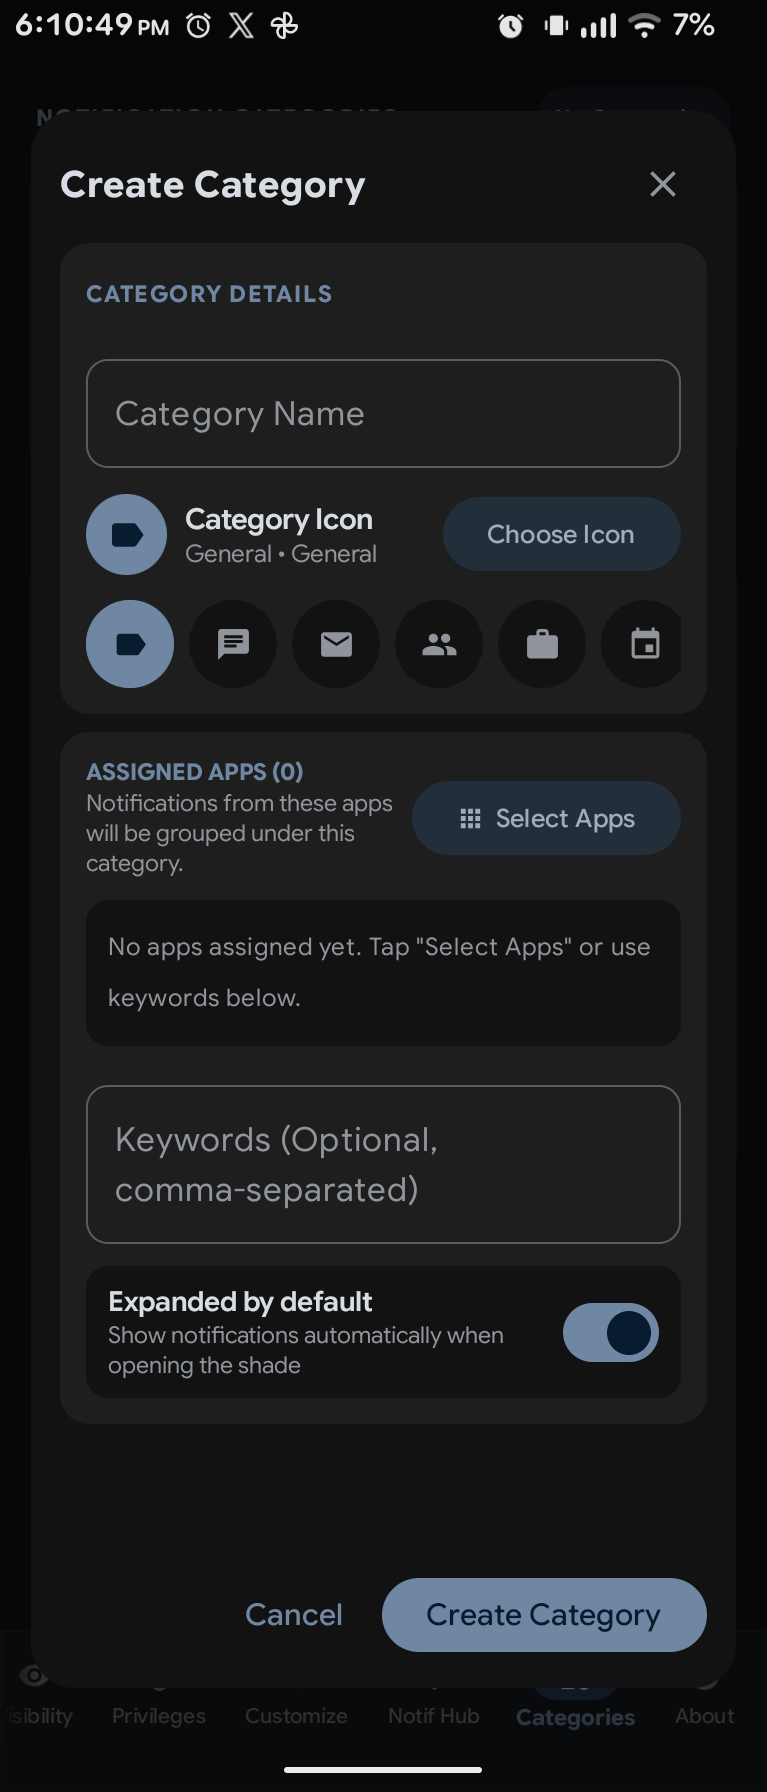 6:10:49 PM
7%
NOTIFICATION CATEGORIES
Create Category
CATEGORY DETAILS
Category Name
Category Icon
General • General
Choose Icon
ASSIGNED APPS (0)
Notifications from these apps
will be grouped under this
category.
Select Apps
No apps assigned yet. Tap "Select Apps" or use
keywords below.
Keywords (Optional,
comma-separated)
Expanded by default
Show notifications automatically when
opening the shade
Cancel
Create Category
isibility
Privileges
Customize
Notif Hub
Categories
About